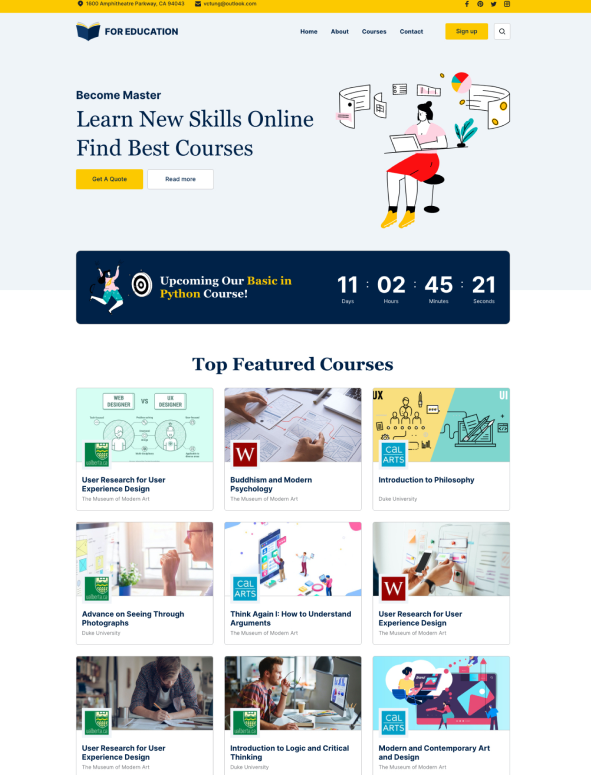 1600 Amphitheatre Parkway, CA 94043
vctung@outlook.com
FOR EDUCATION
Home
About
Courses
Contact
Sign up
Become Master
Learn New Skills Online
Find Best Courses
Get A Quote
Read more
Upcoming Our Basic in
Python Course!
11 : 02 : 45 : 21
Days
Hours
Minutes
Seconds
Top Featured Courses
WEB
DESIGNER
VS
UX
DESIGNER
User Research for User
Experience Design
The Museum of Modern Art
W
Buddhism and Modern
Psychology
The Museum of Modern Art
UX
UI
CAL
ARTS
Introduction to Philosophy
Duke University
Advance on Seeing Through
Photographs
Duke University
CAL
ARTS
Think Again I: How to Understand
Arguments
The Museum of Modern Art
W
User Research for User
Experience Design
The Museum of Modern Art
User Research for User
Experience Design
The Museum of Modern Art
Introduction to Logic and Critical
Thinking
Duke University
CAL
ARTS
Modern and Contemporary Art
and Design
The Museum of Modern Art